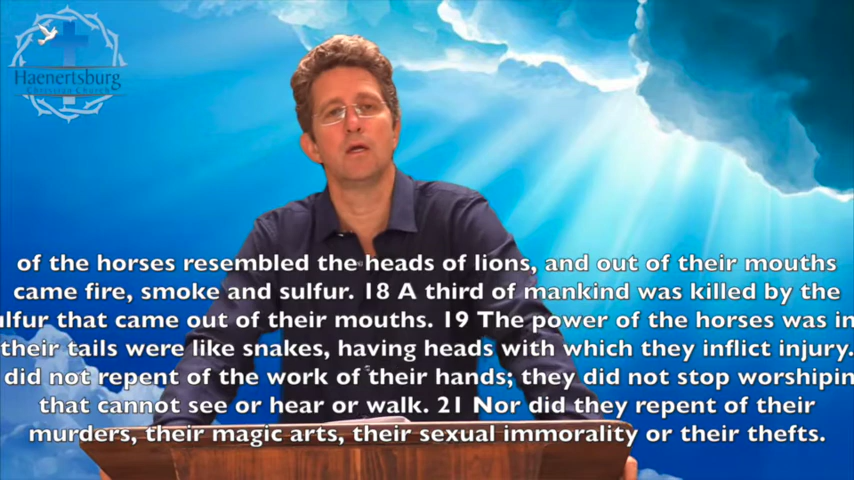 Haenertsburg
Christian Church
of the horses resembled the heads of lions, and out of their mouths
came fire, smoke and sulfur. 18 A third of mankind was killed by the
ulfur that came out of their mouths. 19 The power of the horses was in
their tails were like snakes, having heads with which they inflict injury.
did not repent of the work of their hands; they did not stop worshipin
that cannot see or hear or walk. 21 Nor did they repent of their
murders, their magic arts, their sexual immorality or their thefts.